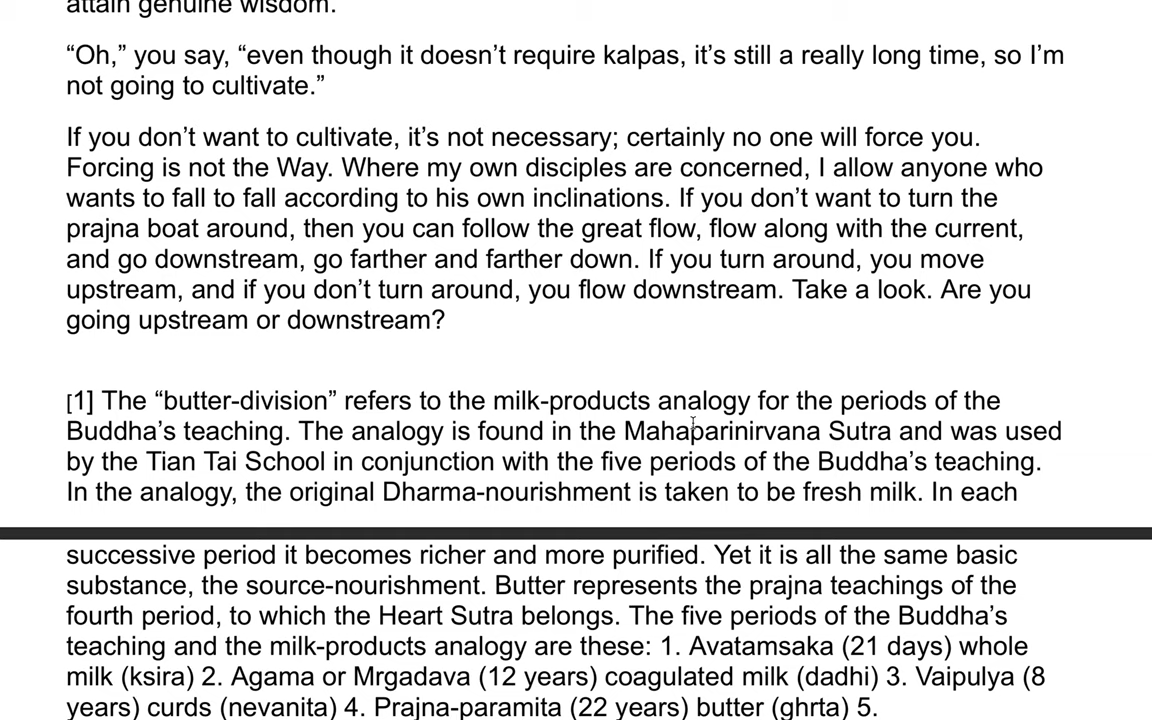 attain genuine wisdom.
“Oh,” you say, “even though it doesn’t require kalpas, it’s still a really long time, so I’m
not going to cultivate.”
If you don’t want to cultivate, it’s not necessary; certainly no one will force you.
Forcing is not the Way. Where my own disciples are concerned, I allow anyone who
wants to fall to fall according to his own inclinations. If you don’t want to turn the
prajna boat around, then you can follow the great flow, flow along with the current,
and go downstream, go farther and farther down. If you turn around, you move
upstream, and if you don’t turn around, you flow downstream. Take a look. Are you
going upstream or downstream?
[1] The “butter-division” refers to the milk-products analogy for the periods of the
Buddha’s teaching. The analogy is found in the Mahaparinirvana Sutra and was used
by the Tian Tai School in conjunction with the five periods of the Buddha’s teaching.
In the analogy, the original Dharma-nourishment is taken to be fresh milk. In each
successive period it becomes richer and more purified. Yet it is all the same basic
substance, the source-nourishment. Butter represents the prajna teachings of the
fourth period, to which the Heart Sutra belongs. The five periods of the Buddha’s
teaching and the milk-products analogy are these: 1. Avatamsaka (21 days) whole
milk (ksira) 2. Agama or Mrgadava (12 years) coagulated milk (dadhi) 3. Vaipulya (8
years) curds (nevanita) 4. Prajna-paramita (22 years) butter (ghrta) 5.